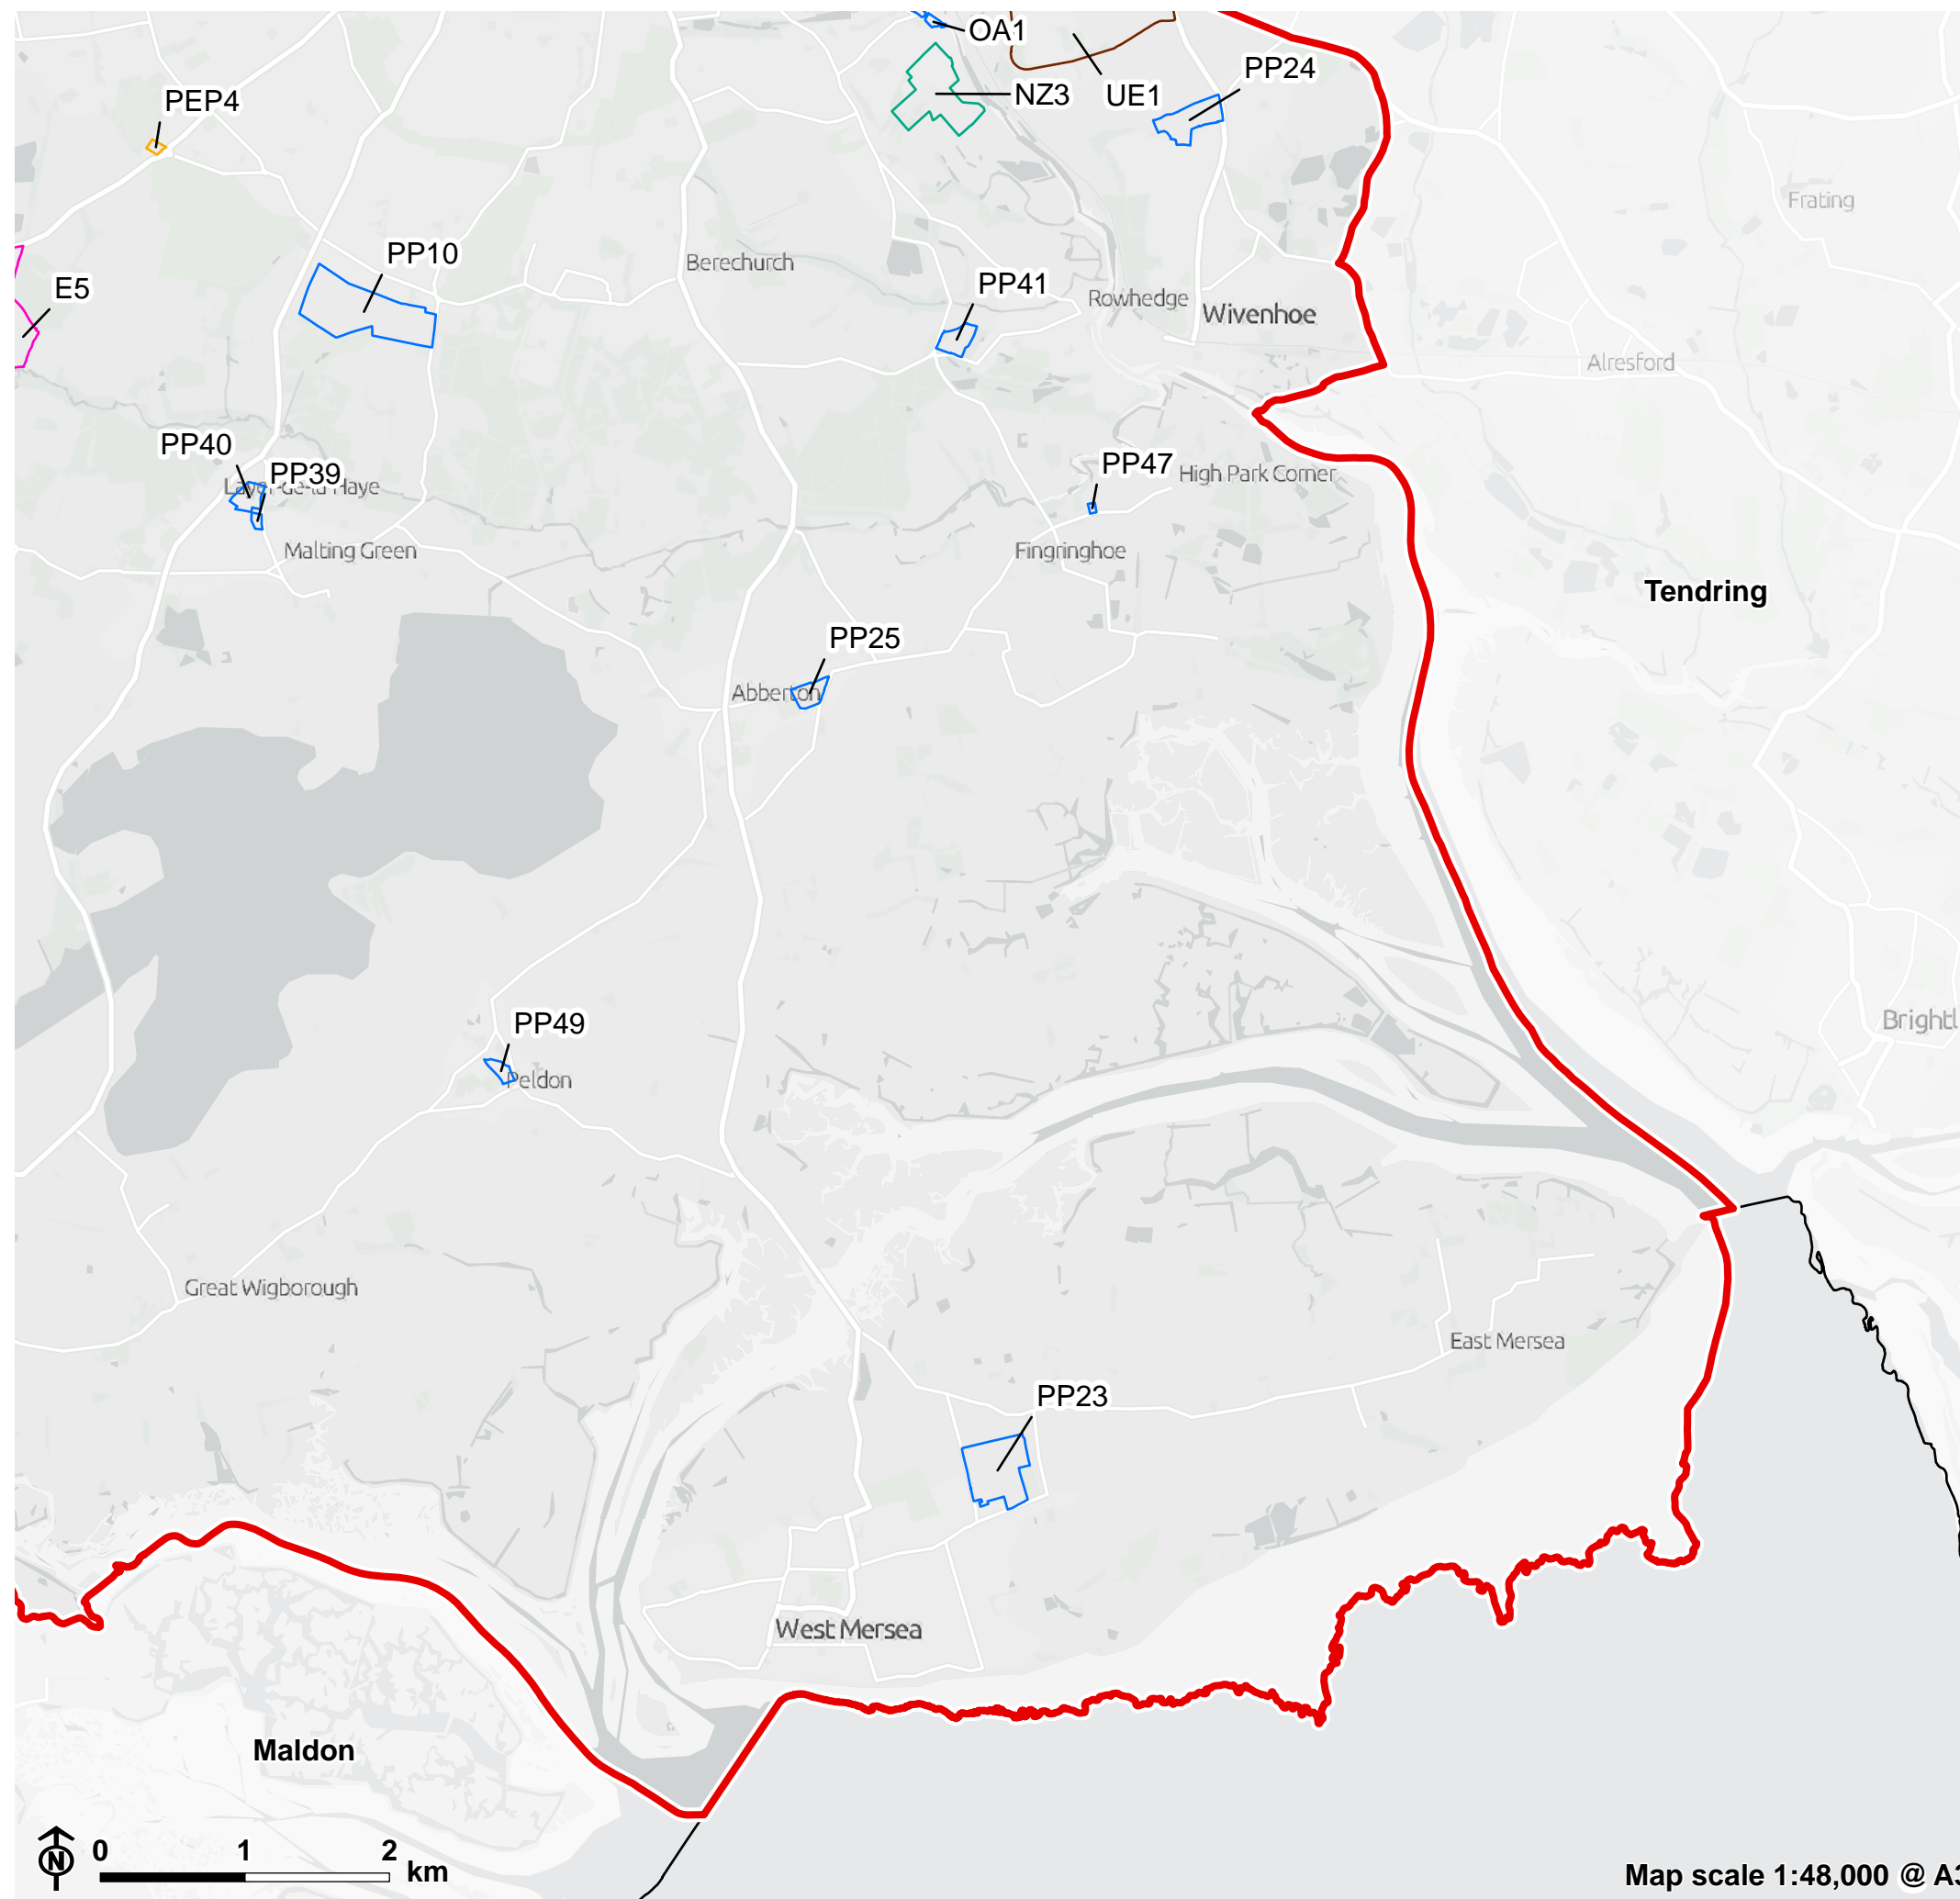 OA1
PP24
NZ3
UE1
PEP4
Frating
PP10
Berechurch
PP41
E5
Rowhedge
Wivenhoe
Alresford
PP40
PP39
PP47
High Park Corner
Malting Green
Fingringhoe
Tendring
PP25
Abberton
Brightl
PP49
Peldon
Great Wigborough
East Mersea
PP23
West Mersea
Maldon
N
0 1 2 km
Map scale 1:48,000 @ A3